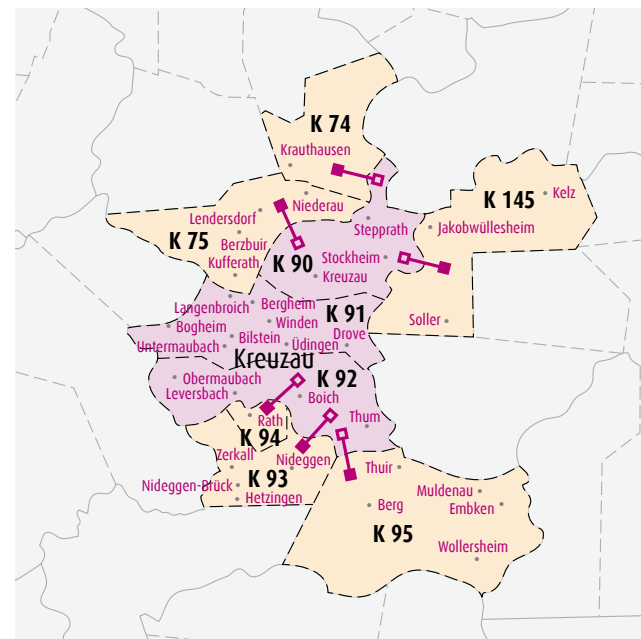 K 74
Krauthausen
K 145
Kelz
Niederau
Lendersdorf
Stepprath
Jakobwüllesheim
K 75
Berzbuir
K 90
Stockheim
Kufferath
Kreuzau
Langenbroich
Bergheim
K 91
Bogheim
Winden
Soller
Bilstein
Drove
Untermaubach
Üdingen
Kreuzau
Obermaubach
K 92
Leversbach
Boich
Rath
Thum
K 94
Zerkall
Nideggen
Thuir
K 93
Nideggen-Brück
Muldenau
Hetzingen
Berg
Embken
K 95
Wollersheim